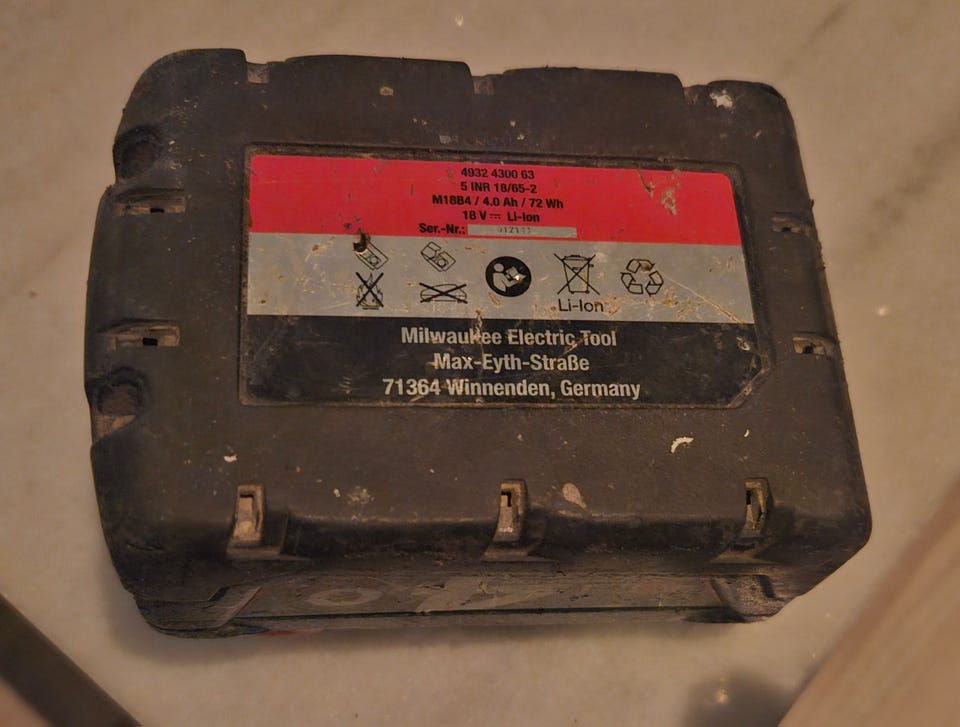 4932 4300 63
5 INR 18/65-2
M18B4 / 4.0 Ah / 72 Wh
18 V⎓ Li-Ion
Ser.-Nr.:
Li-Ion
Milwaukee Electric Tool
Max-Eyth-Straße
71364 Winnenden, Germany